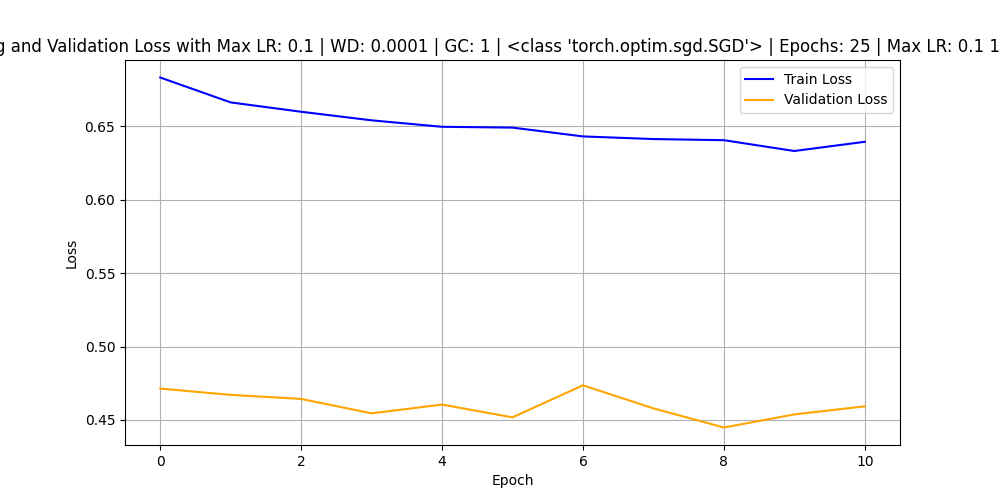 g and Validation Loss with Max LR: 0.1 | WD: 0.0001 | GC: 1 | <class 'torch.optim.sgd.SGD'> | Epochs: 25 | Max LR: 0.1 1
Train Loss
Validation Loss
0.65
0.60
0.55
0.50
0.45
Loss
0 2 4 6 8 10
Epoch